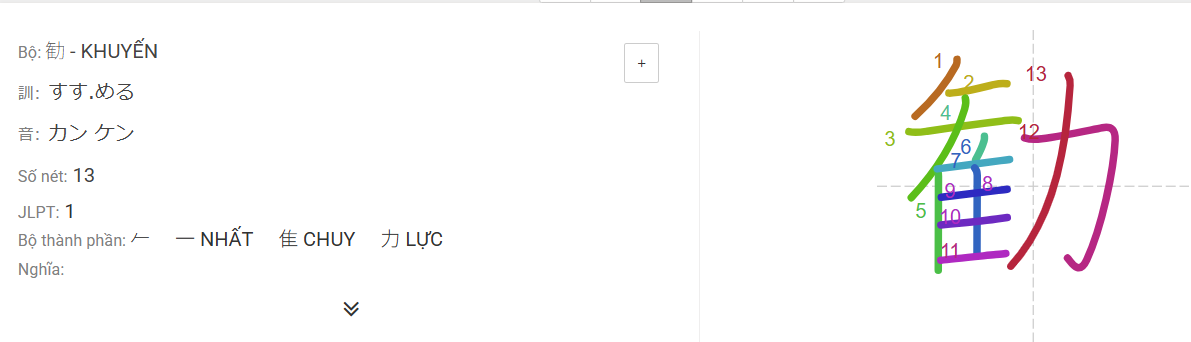 Bộ: 勧 - KHUYẾN
+
訓: すす.める
音: カン ケン
Số nét: 13
JLPT: 1
Bộ thành phần: 𠂉 一 NHẤT 隹 CHUY 力 LỰC
Nghĩa:
1
2
13
3
4
12
6
7
8
9
5
10
11